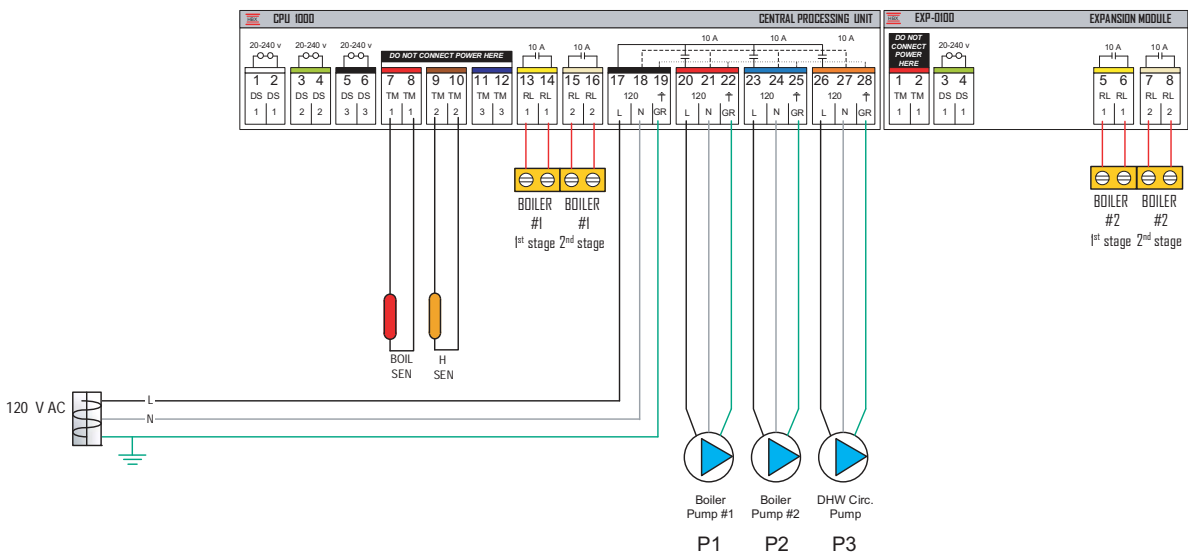 HBX CPU 1000 CENTRAL PROCESSING UNIT
HBX EXP-0100 EXPANSION MODULE
20-240 v 20-240 v 20-240 v
DO NOT CONNECT POWER HERE
10 A 10 A 10 A 10 A 10 A
DO NOT
CONNECT
POWER
HERE
20-240 v
10 A 10 A
1 2 3 4 5 6 7 8 9 10 11 12 13 14 15 16 17 18 19 20 21 22 23 24 25 26 27 28
DS DS DS DS DS DS TM TM TM TM TM TM RL RL RL RL 120 120 120 120
1 1 2 2 3 3 1 1 2 2 3 3 1 1 2 2 L N GR L N GR L N GR L N GR
1 2 3 4 5 6 7 8
TM TM DS DS RL RL RL RL
1 1 1 1 1 1 2 2
BOILER
#1
1st stage
BOILER
#1
2nd stage
BOILER
#2
1st stage
BOILER
#2
2nd stage
BOIL
SEN
H
SEN
120 V AC
L
N
Boiler
Pump #1
P1
Boiler
Pump #2
P2
DHW Circ.
Pump
P3